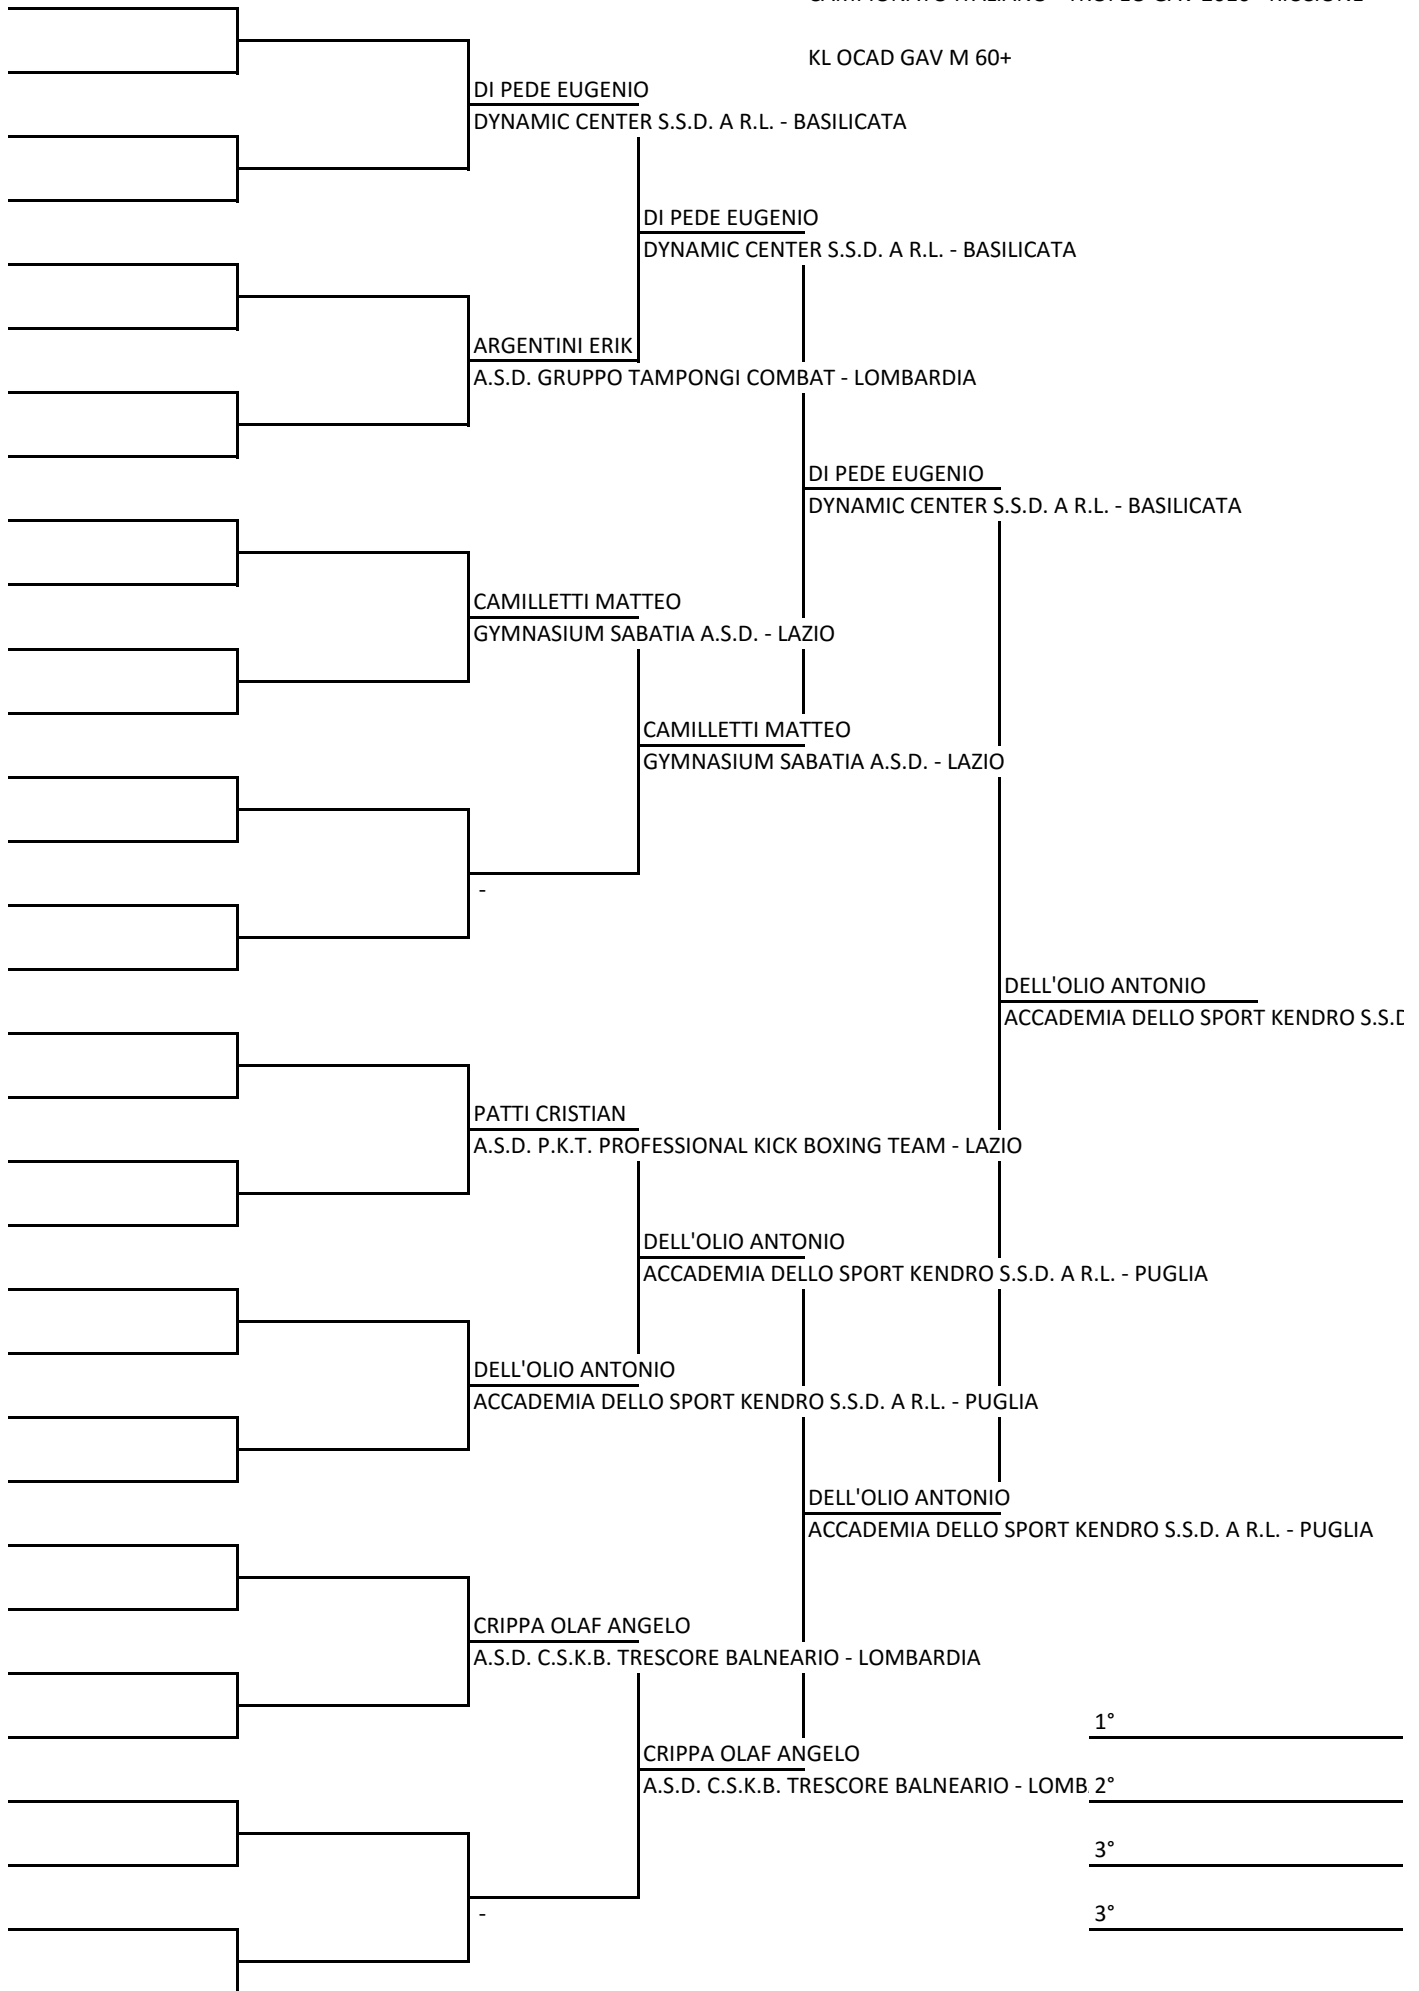 KL OCAD GAV M 60+
DI PEDE EUGENIO
DYNAMIC CENTER S.S.D. A R.L. - BASILICATA
DI PEDE EUGENIO
DYNAMIC CENTER S.S.D. A R.L. - BASILICATA
ARGENTINI ERIK
A.S.D. GRUPPO TAMPONGI COMBAT - LOMBARDIA
DI PEDE EUGENIO
DYNAMIC CENTER S.S.D. A R.L. - BASILICATA
CAMILLETTI MATTEO
GYMNASIUM SABATIA A.S.D. - LAZIO
CAMILLETTI MATTEO
GYMNASIUM SABATIA A.S.D. - LAZIO
-
DELL'OLIO ANTONIO
ACCADEMIA DELLO SPORT KENDRO S.S.D
PATTI CRISTIAN
A.S.D. P.K.T. PROFESSIONAL KICK BOXING TEAM - LAZIO
DELL'OLIO ANTONIO
ACCADEMIA DELLO SPORT KENDRO S.S.D. A R.L. - PUGLIA
DELL'OLIO ANTONIO
ACCADEMIA DELLO SPORT KENDRO S.S.D. A R.L. - PUGLIA
DELL'OLIO ANTONIO
ACCADEMIA DELLO SPORT KENDRO S.S.D. A R.L. - PUGLIA
CRIPPA OLAF ANGELO
A.S.D. C.S.K.B. TRESCORE BALNEARIO - LOMBARDIA
1°
CRIPPA OLAF ANGELO
A.S.D. C.S.K.B. TRESCORE BALNEARIO - LOMB
2°
3°
3°
-